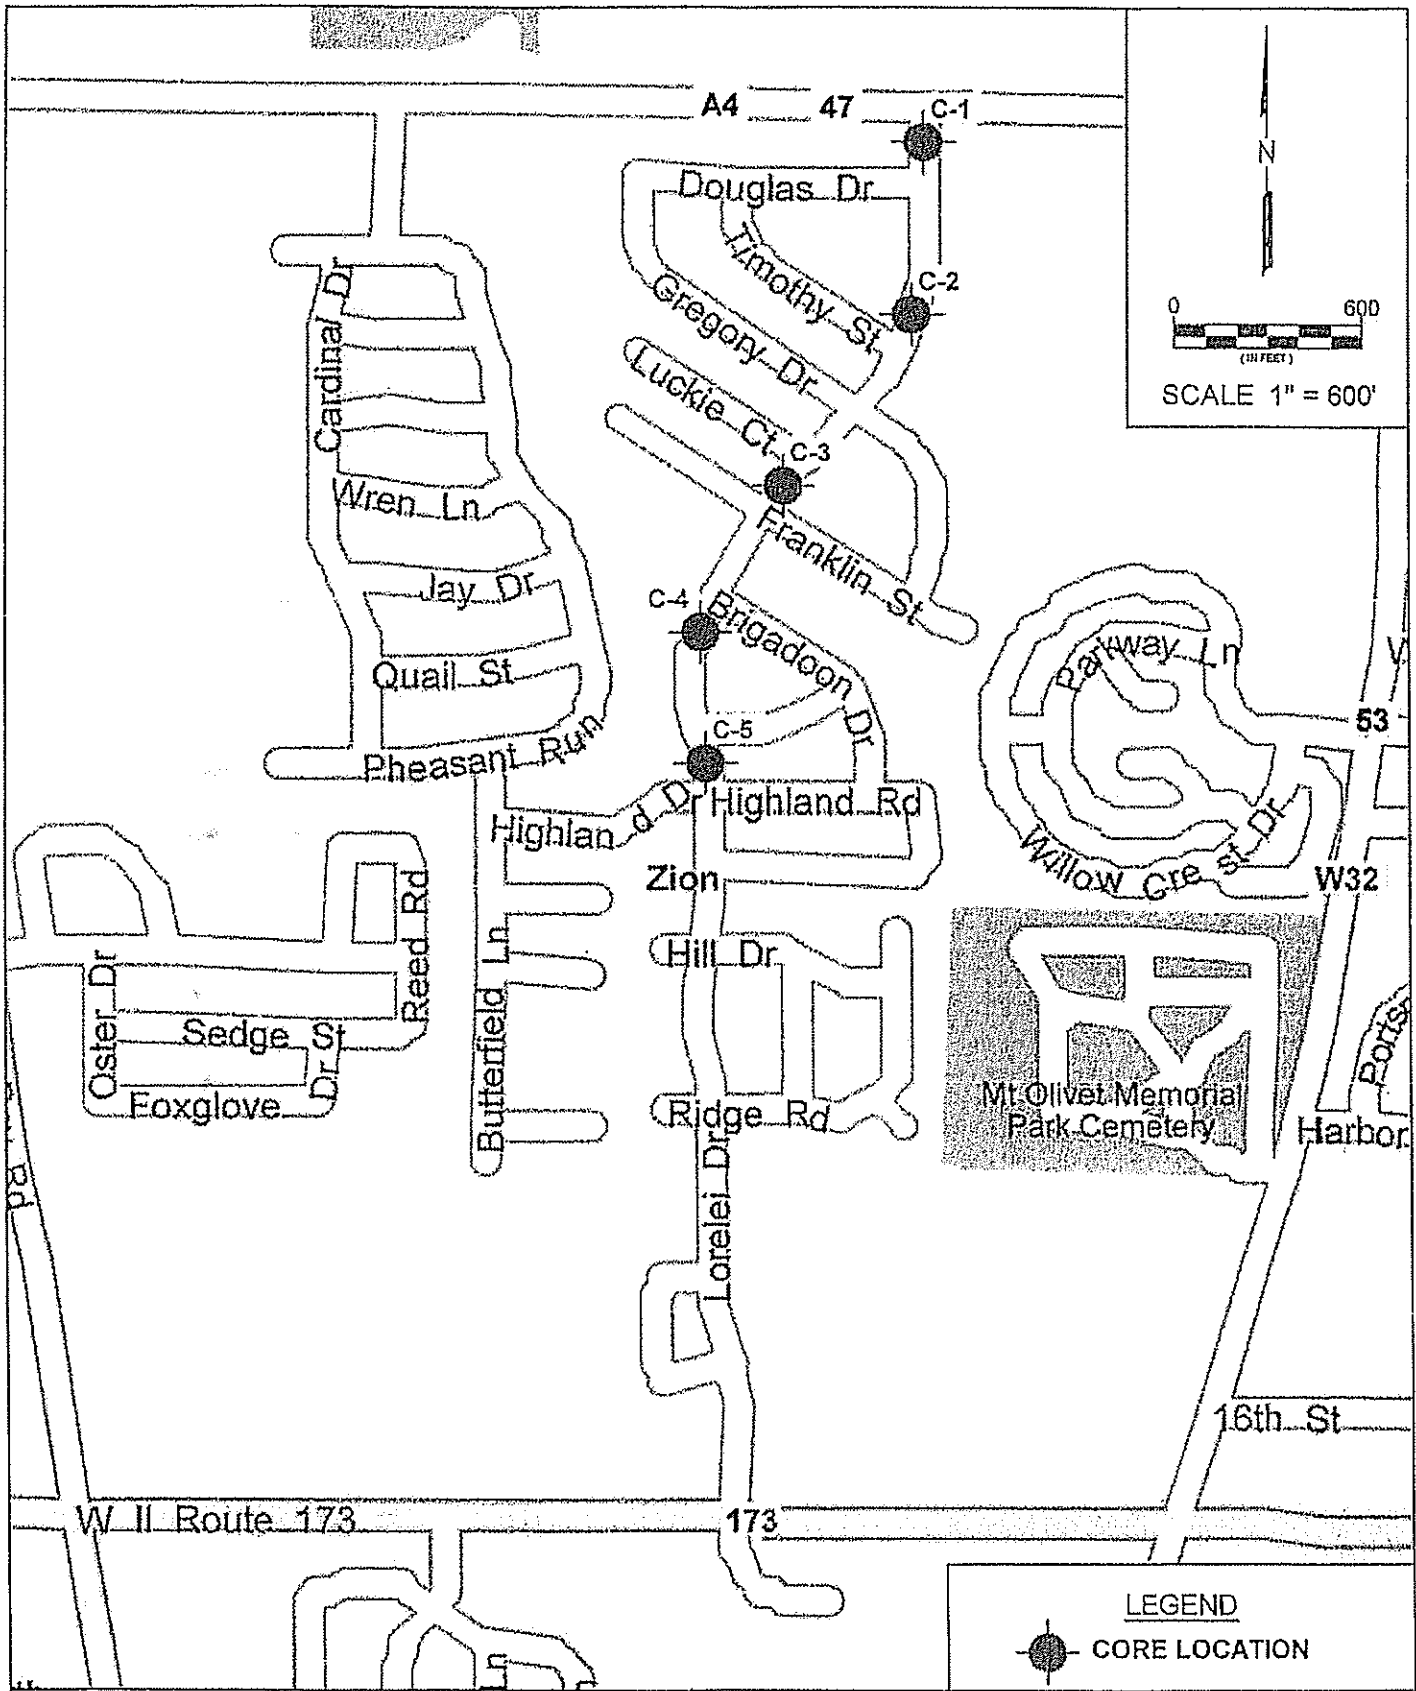 A4
47
C-1
N
Douglas Dr
Timothy St
C-2
Gregory Dr
0 600
(IN FEET)
SCALE 1" = 600'
Cardinal Dr
Luckie Ct
C-3
Wren Ln
Franklin St
Jay Dr
C-4
Brigadoon Dr
Parkway Ln
Quail St
53
C-5
Pheasant Run
Highland Dr
Highland Rd
Willow Crest Dr
Zion
W32
Reed Rd
Hill Dr
Oster Dr
Butterfield Ln
Sedge St
Foxglove Dr
Ridge Rd
Mt Olivet Memorial
Park Cemetery
Harbor
Rd
Lorelei Dr
16th St
W Il Route 173
173
Ln
LEGEND
CORE LOCATION